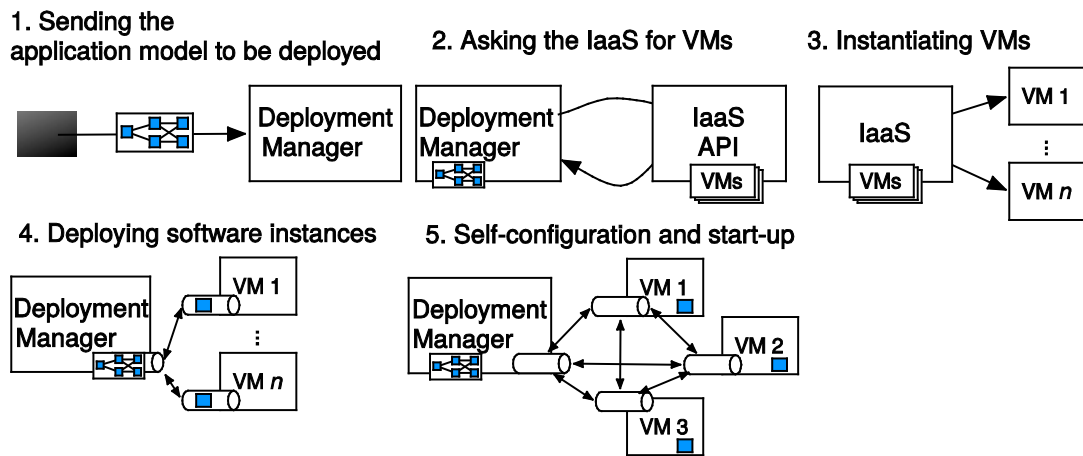 1. Sending the
application model to be deployed
Deployment
Manager
2. Asking the IaaS for VMs
Deployment
Manager
IaaS
API
VMs
3. Instantiating VMs
IaaS
VMs
VM 1
...
VM n
4. Deploying software instances
Deployment
Manager
VM 1
...
VM n
5. Self-configuration and start-up
Deployment
Manager
VM 1
VM 2
VM 3